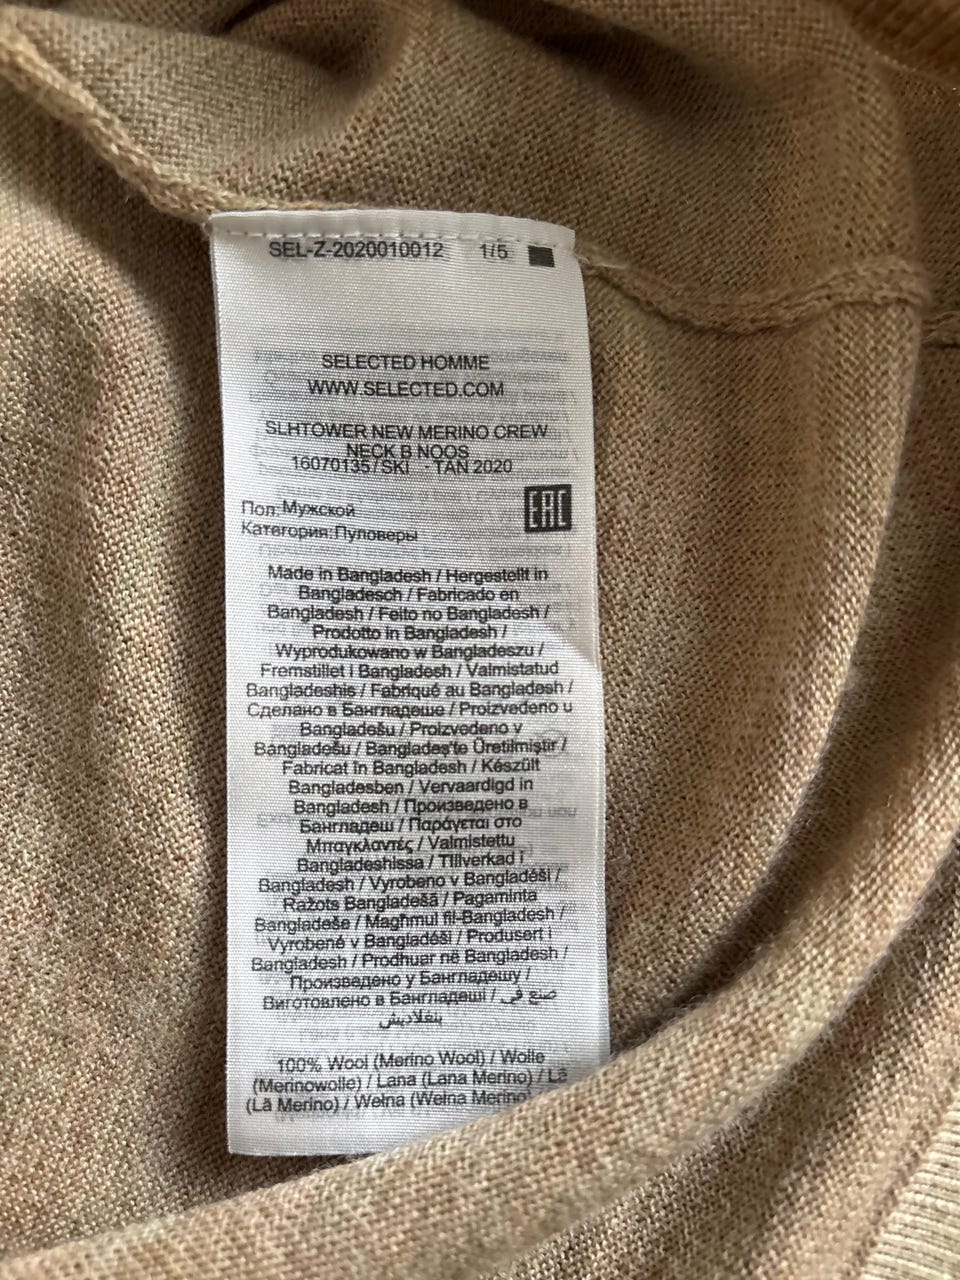 SEL-Z-2020010012 1/5
SELECTED HOMME
WWW.SELECTED.COM
SLHTOWER NEW MERINO CREW
NECK B NOOS
16070135/SKI - TAN 2020
EAC
Пол:Мужской
Категория:Пуловеры
Made in Bangladesh / Hergestellt in
Bangladesch / Fabricado en
Bangladesh / Feito no Bangladesh /
Prodotto in Bangladesh /
Wyprodukowano w Bangladeszu /
Fremstillet i Bangladesh / Valmistatud
Bangladeshis / Fabriqué au Bangladesh /
Сделано в Бангладеше / Proizvedeno u
Bangladešu / Proizvedeno v
Bangladešu / Bangladeş'te Üretilmiştir /
Fabricat în Bangladesh / Készült
Bangladesben / Vervaardigd in
Bangladesh / Произведено в
Бангладеш / Παράγεται στο
Μπαγκλαντές / Valmistettu
Bangladeshissa / Tillverkad i
Bangladesh / Vyrobeno v Bangladéši /
Ražots Bangladešā / Pagaminta
Bangladeše / Magħmul fil-Bangladesh /
Vyrobené v Bangladéši / Produsert i
Bangladesh / Prodhuar në Bangladesh /
Произведено у Бангладешу /
Виготовлено в Бангладеші / صنع في
بنغلاديش
100% Wool (Merino Wool) / Wolle
(Merinowolle) / Lana (Lana Merino) / Lã
(Lã Merino) / Wełna (Wełna Merino)